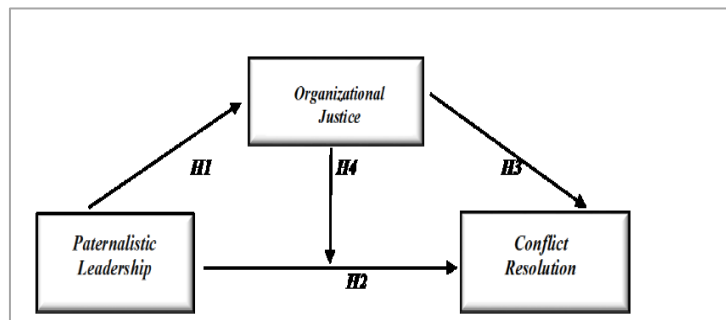 Organizational
Justice
H1
H4
H3
Paternalistic
Leadership
Conflict
Resolution
H2